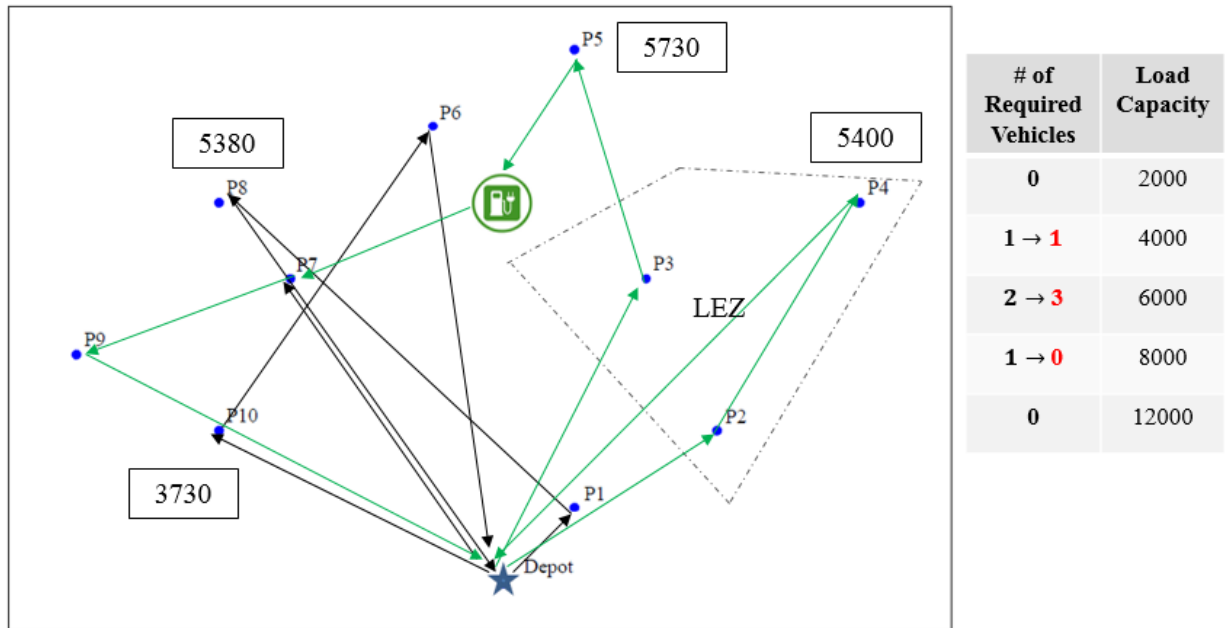 P5
5730
P6
5380
5400
P8
P4
P7
P3
LEZ
P9
P10
P2
3730
P1
Depot
# of
Required
Vehicles
Load
Capacity
0
2000
1 → 1
4000
2 → 3
6000
1 → 0
8000
0
12000